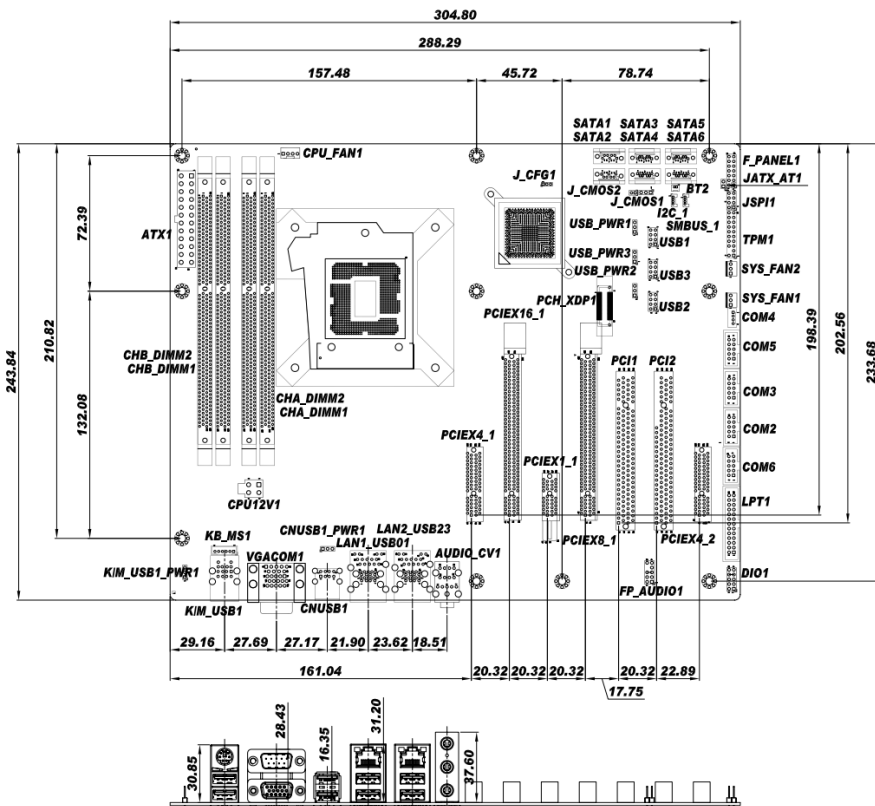 304.80
288.29
157.48 45.72 78.74
SATA1 SATA3 SATA5
SATA2 SATA4 SATA6
CPU_FAN1
F_PANEL1
J_CFG1
JATX_AT1
J_CMOS2
BT2
J_CMOS1
JSPI1
I2C_1
SMBUS_1
USB_PWR1
USB1
TPM1
ATX1
72.39
USB_PWR3
SYS_FAN2
USB_PWR2
USB3
PCH_XDP1
SYS_FAN1
PCIEX16_1
USB2
COM4
198.39
202.56
233.68
243.84
210.82
132.08
CHB_DIMM2
CHB_DIMM1
PCI1 PCI2
COM5
CHA_DIMM2
CHA_DIMM1
COM3
COM2
PCIEX4_1
PCIEX1_1
COM6
CPU12V1
LPT1
KB_MS1
CNUSB1_PWR1
LAN2_USB23
LAN1_USB01
PCIEX8_1
PCIEX4_2
VGACOM1
AUDIO_CV1
K/M_USB1_PWR1
DIO1
K/M_USB1
CNUSB1
FP_AUDIO1
29.16 27.69 27.17 21.90 23.62 18.51
161.04 20.32 20.32 20.32 20.32 22.89
17.75
30.85
28.43
16.35
31.20
37.60